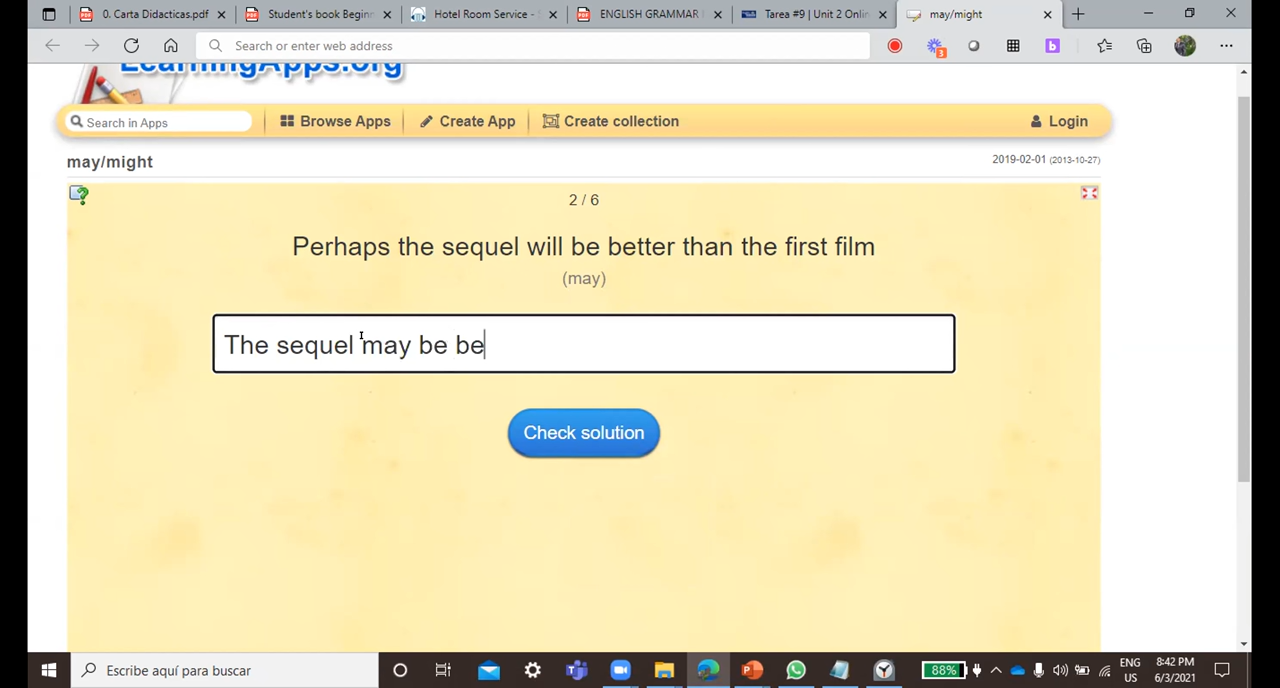 0. Carta Didacticas.pdf
Student's book Beginn
Hotel Room Service -
ENGLISH GRAMMAR
Tarea #9 | Unit 2 Onlin
may/might
Search or enter web address
3
b
LearningApps.org
Search in Apps
Browse Apps
Create App
Create collection
Login
may/might
2019-02-01 (2013-10-27)
2 / 6
Perhaps the sequel will be better than the first film
(may)
The sequel may be be
Check solution
Escribe aquí para buscar
88%
ENG
US
8:42 PM
6/3/2021